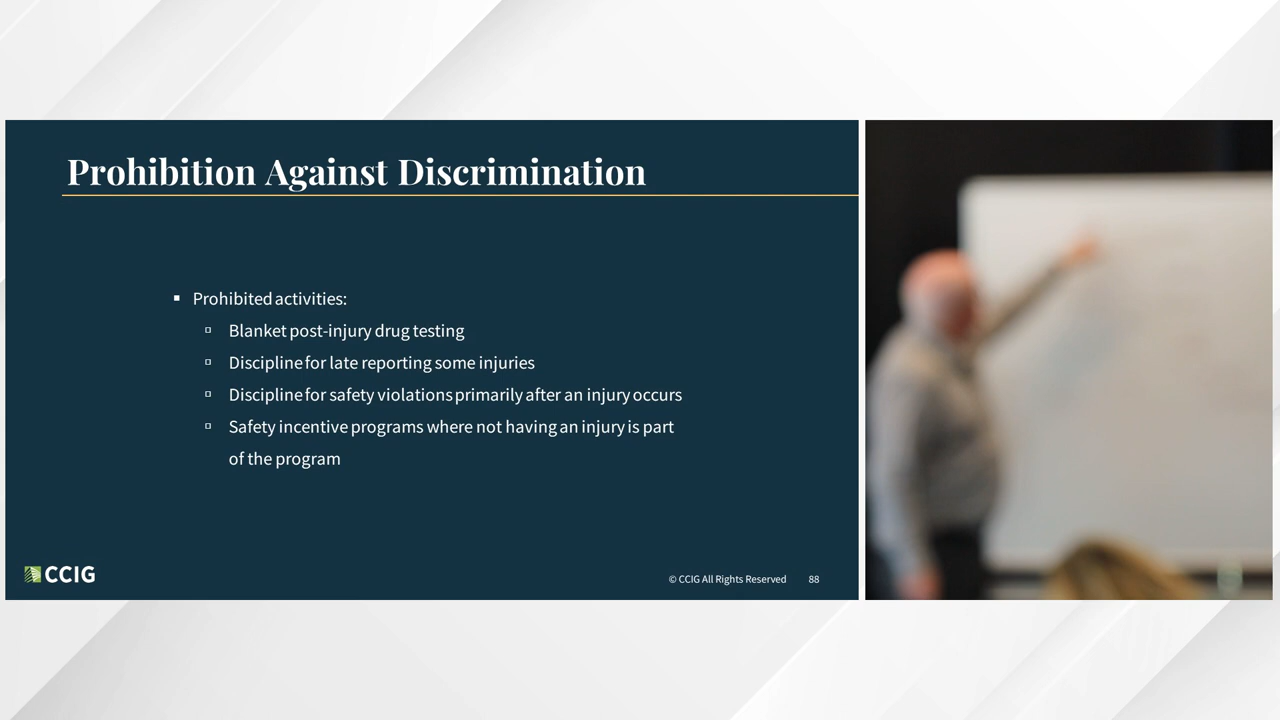 Prohibition Against Discrimination
▪ Prohibited activities:
▫ Blanket post-injury drug testing
▫ Discipline for late reporting some injuries
▫ Discipline for safety violations primarily after an injury occurs
▫ Safety incentive programs where not having an injury is part
of the program
CCIG
© CCIG All Rights Reserved 88